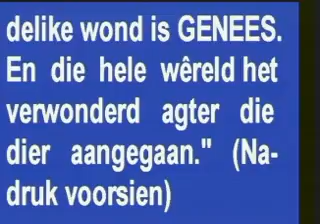 delike wond is GENEES.
En die hele wêreld het
verwonderd agter die
dier aangegaan." (Na-
druk voorsien)